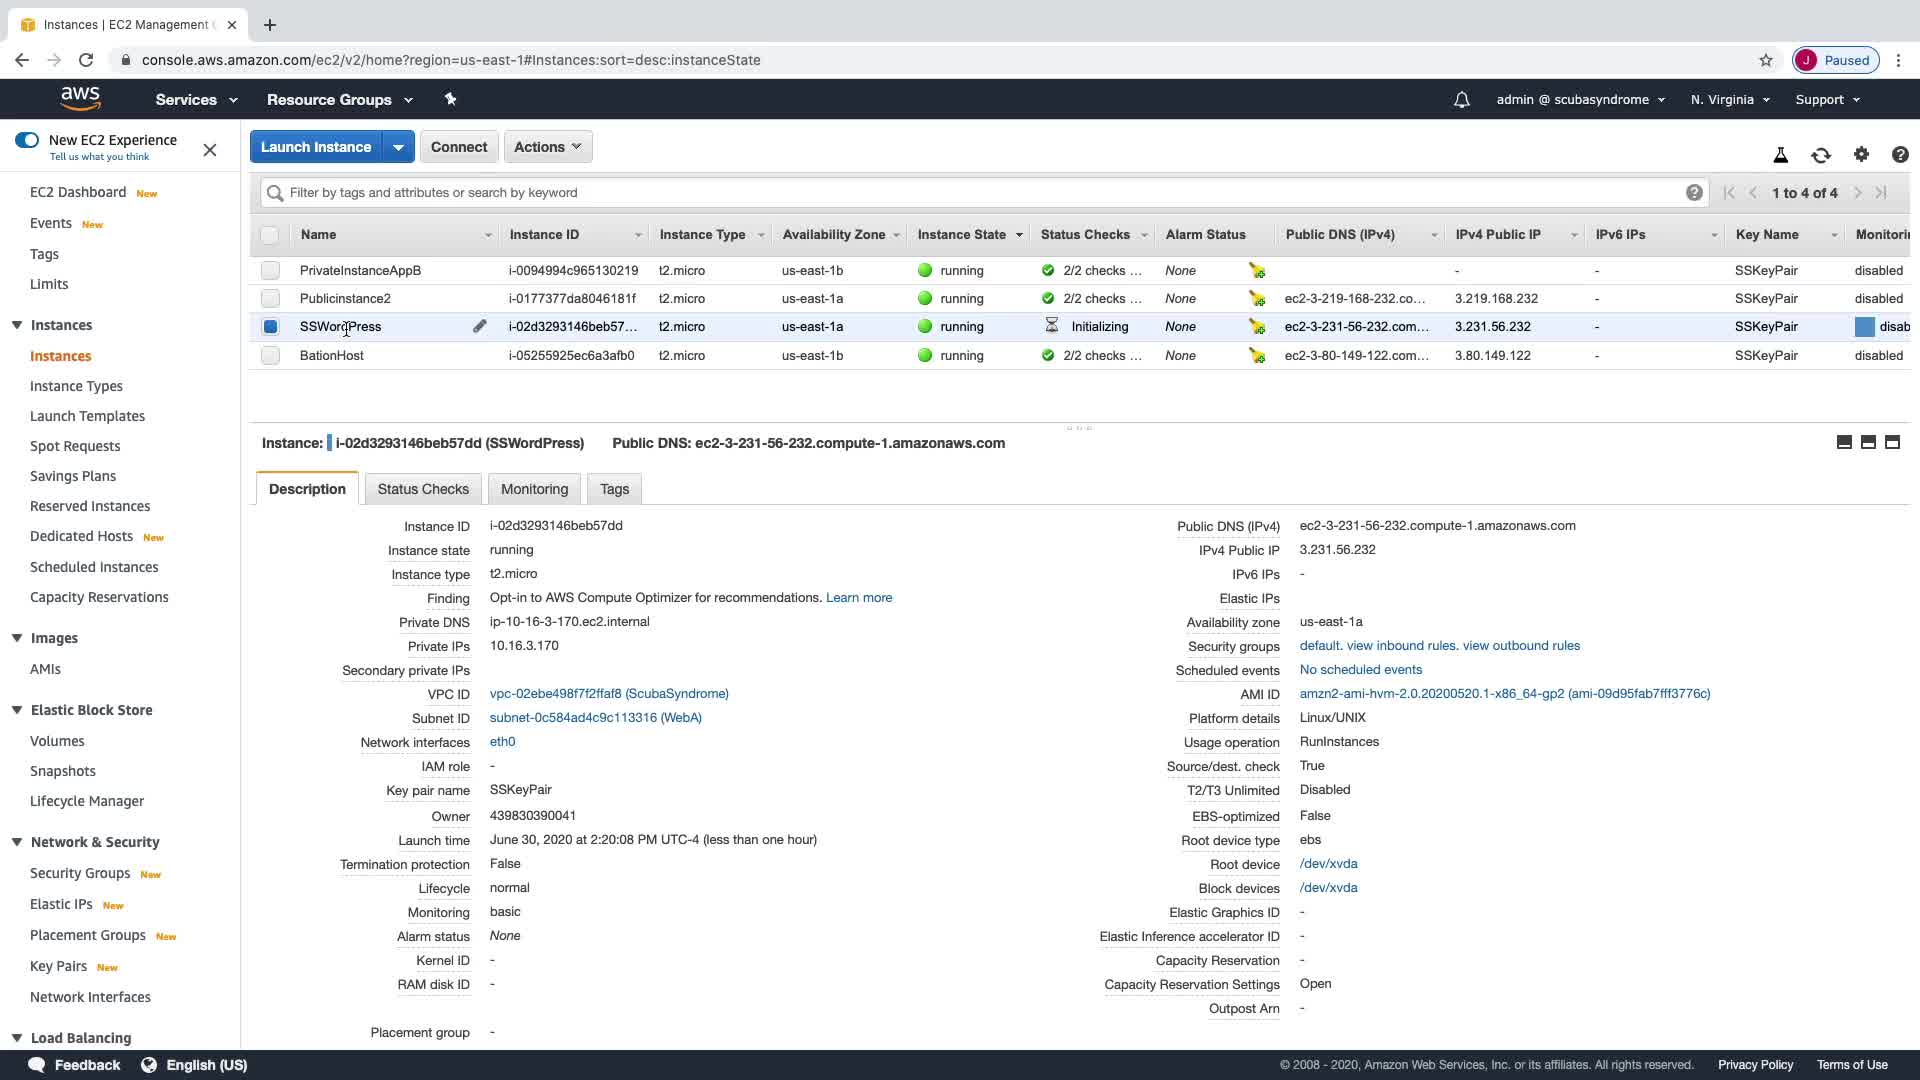 Instances | EC2 Management
console.aws.amazon.com/ec2/v2/home?region=us-east-1#Instances:sort=desc:instanceState
J Paused
aws Services Resource Groups admin @ scubasyndrome N. Virginia Support
New EC2 Experience
Tell us what you think
EC2 Dashboard New
Events New
Tags
Limits
Instances
Instances
Instance Types
Launch Templates
Spot Requests
Savings Plans
Reserved Instances
Dedicated Hosts New
Scheduled Instances
Capacity Reservations
Images
AMIs
Elastic Block Store
Volumes
Snapshots
Lifecycle Manager
Network & Security
Security Groups New
Elastic IPs New
Placement Groups New
Key Pairs New
Network Interfaces
Load Balancing
Launch Instance Connect Actions
Filter by tags and attributes or search by keyword 1 to 4 of 4
Name Instance ID Instance Type Availability Zone Instance State Status Checks Alarm Status Public DNS (IPv4) IPv4 Public IP IPv6 IPs Key Name Monitorin
PrivateInstanceAppB i-0094994c965130219 t2.micro us-east-1b running 2/2 checks ... None - - SSKeyPair disabled
Publicinstance2 i-0177377da8046181f t2.micro us-east-1a running 2/2 checks ... None ec2-3-219-168-232.co... 3.219.168.232 - SSKeyPair disabled
SSWordPress i-02d3293146beb57... t2.micro us-east-1a running Initializing None ec2-3-231-56-232.com... 3.231.56.232 - SSKeyPair disab
BationHost i-05255925ec6a3afb0 t2.micro us-east-1b running 2/2 checks ... None ec2-3-80-149-122.com... 3.80.149.122 - SSKeyPair disabled
Instance: i-02d3293146beb57dd (SSWordPress) Public DNS: ec2-3-231-56-232.compute-1.amazonaws.com
Description Status Checks Monitoring Tags
Instance ID i-02d3293146beb57dd
Instance state running
Instance type t2.micro
Finding Opt-in to AWS Compute Optimizer for recommendations. Learn more
Private DNS ip-10-16-3-170.ec2.internal
Private IPs 10.16.3.170
Secondary private IPs
VPC ID vpc-02ebe498f7f2ffaf8 (ScubaSyndrome)
Subnet ID subnet-0c584ad4c9c113316 (WebA)
Network interfaces eth0
IAM role -
Key pair name SSKeyPair
Owner 439830390041
Launch time June 30, 2020 at 2:20:08 PM UTC-4 (less than one hour)
Termination protection False
Lifecycle normal
Monitoring basic
Alarm status None
Kernel ID -
RAM disk ID -
Placement group -
Public DNS (IPv4) ec2-3-231-56-232.compute-1.amazonaws.com
IPv4 Public IP 3.231.56.232
IPv6 IPs -
Elastic IPs
Availability zone us-east-1a
Security groups default. view inbound rules. view outbound rules
Scheduled events No scheduled events
AMI ID amzn2-ami-hvm-2.0.20200520.1-x86_64-gp2 (ami-09d95fab7fff3776c)
Platform details Linux/UNIX
Usage operation RunInstances
Source/dest. check True
T2/T3 Unlimited Disabled
EBS-optimized False
Root device type ebs
Root device /dev/xvda
Block devices /dev/xvda
Elastic Graphics ID -
Elastic Inference accelerator ID -
Capacity Reservation -
Capacity Reservation Settings Open
Outpost Arn -
Feedback English (US) © 2008 - 2020, Amazon Web Services, Inc. or its affiliates. All rights reserved. Privacy Policy Terms of Use